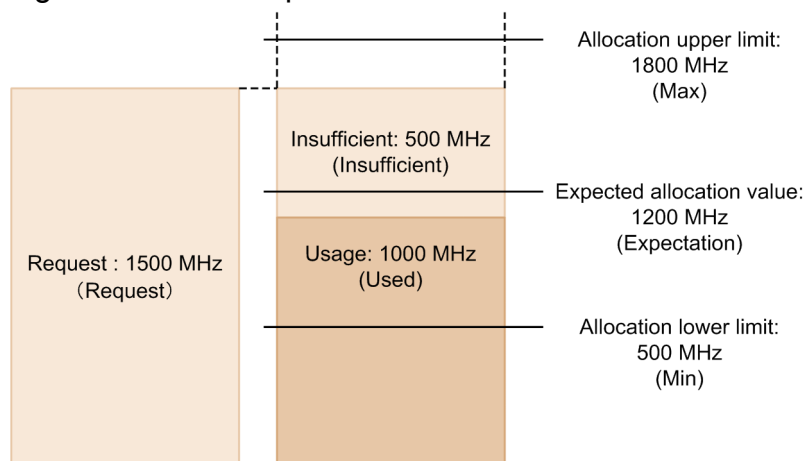 Allocation upper limit:
1800 MHz
(Max)
Insufficient: 500 MHz
(Insufficient)
Expected allocation value:
1200 MHz
(Expectation)
Request : 1500 MHz
（Request）
Usage: 1000 MHz
(Used)
Allocation lower limit:
500 MHz
(Min)